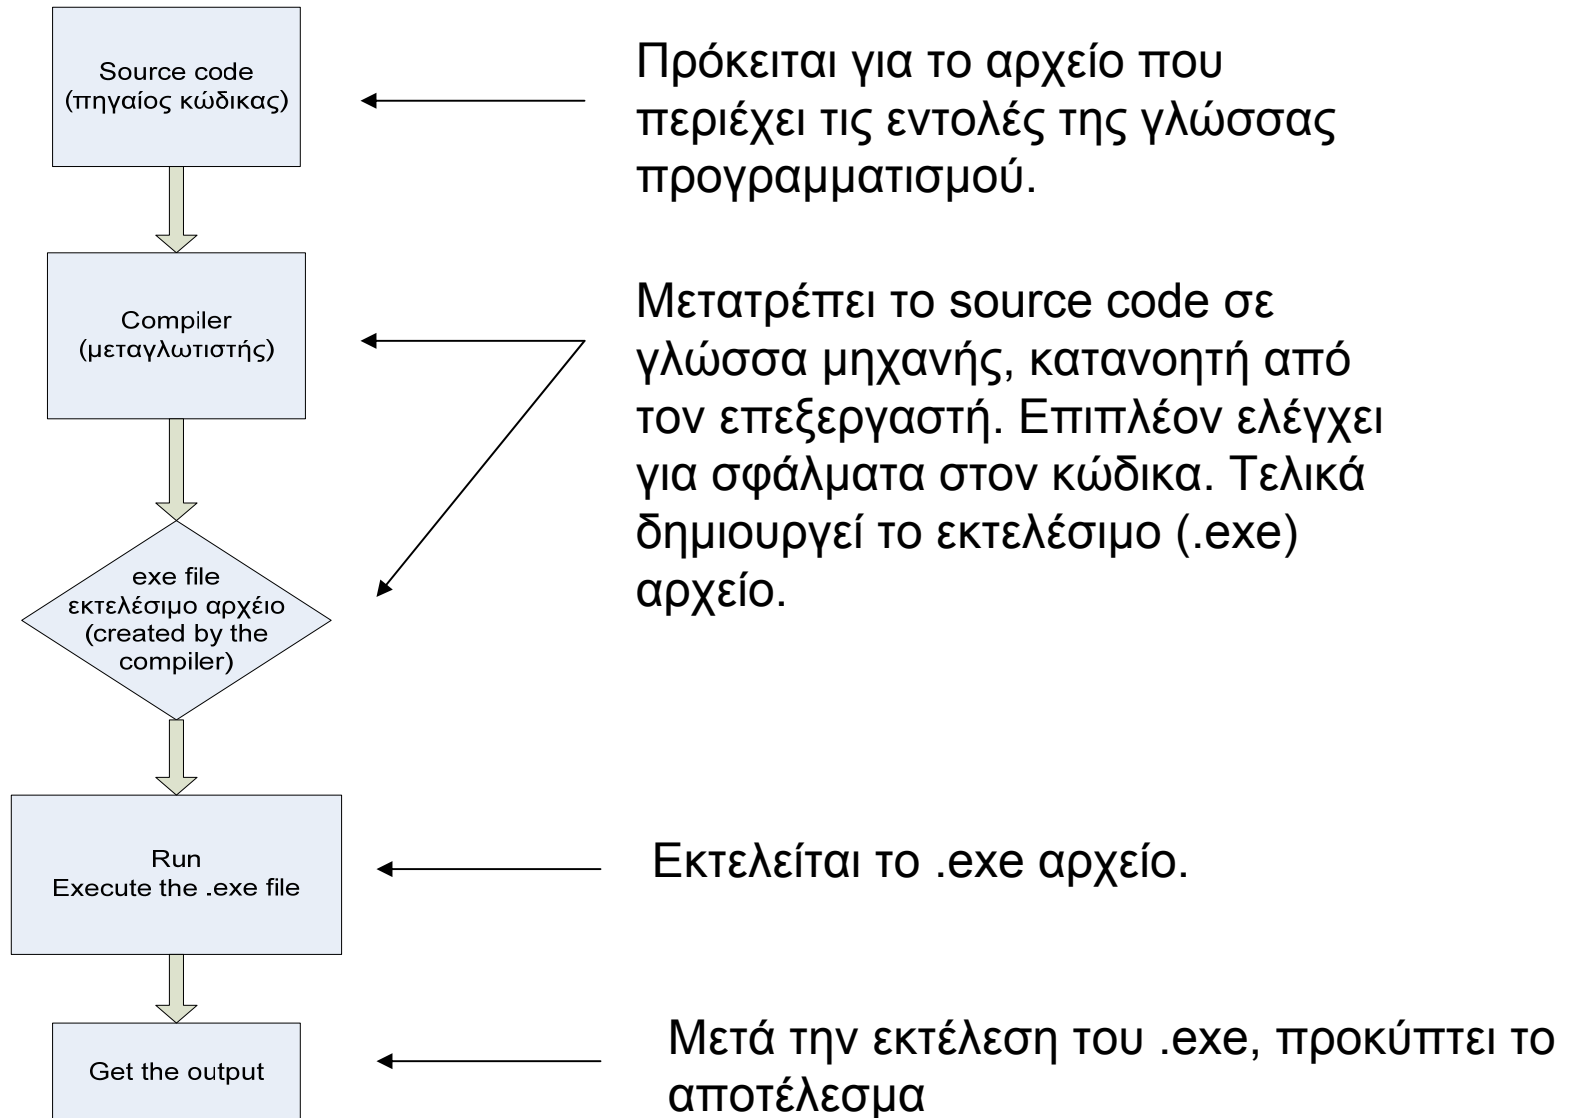 Source code
(πηγαίος κώδικας)
Πρόκειται για το αρχείο που
περιέχει τις εντολές της γλώσσας
προγραμματισμού.
Compiler
(μεταγλωτιστής)
Μετατρέπει το source code σε
γλώσσα μηχανής, κατανοητή από
τον επεξεργαστή. Επιπλέον ελέγχει
για σφάλματα στον κώδικα. Τελικά
δημιουργεί το εκτελέσιμο (.exe)
αρχείο.
exe file
εκτελέσιμο αρχέιο
(created by the
compiler)
Run
Execute the .exe file
Εκτελείται το .exe αρχείο.
Get the output
Μετά την εκτέλεση του .exe, προκύπτει το
αποτέλεσμα